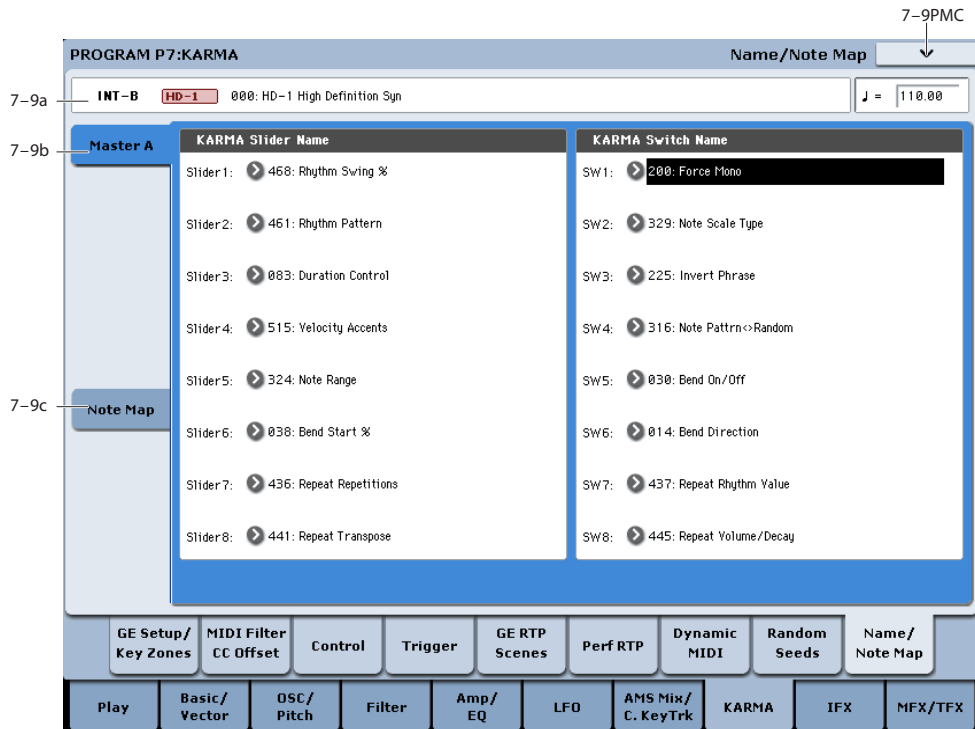 7–9PMC
PROGRAM P7:KARMA
Name/Note Map
7–9a
INT–B HD–1 000: HD–1 High Definition Syn
♩ = 110.00
7–9b
Master A
KARMA Slider Name
KARMA Switch Name
Slider1: 468: Rhythm Swing %
SW1: 200: Force Mono
Slider2: 461: Rhythm Pattern
SW2: 329: Note Scale Type
Slider3: 083: Duration Control
SW3: 225: Invert Phrase
Slider4: 515: Velocity Accents
SW4: 316: Note Pattrn<>Random
Slider5: 324: Note Range
SW5: 030: Bend On/Off
7–9c
Note Map
Slider6: 038: Bend Start %
SW6: 014: Bend Direction
Slider7: 436: Repeat Repetitions
SW7: 437: Repeat Rhythm Value
Slider8: 441: Repeat Transpose
SW8: 445: Repeat Volume/Decay
GE Setup/
Key Zones
MIDI Filter
CC Offset
Control
Trigger
GE RTP
Scenes
Perf RTP
Dynamic
MIDI
Random
Seeds
Name/
Note Map
Play
Basic/
Vector
OSC/
Pitch
Filter
Amp/
EQ
LFO
AMS Mix/
C. KeyTrk
KARMA
IFX
MFX/TFX